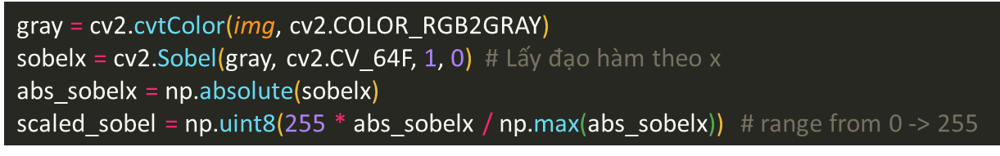 gray = cv2.cvtColor(img, cv2.COLOR_RGB2GRAY)
sobelx = cv2.Sobel(gray, cv2.CV_64F, 1, 0)  # Lấy đạo hàm theo x
abs_sobelx = np.absolute(sobelx)
scaled_sobel = np.uint8(255 * abs_sobelx / np.max(abs_sobelx))  # range from 0 -> 255